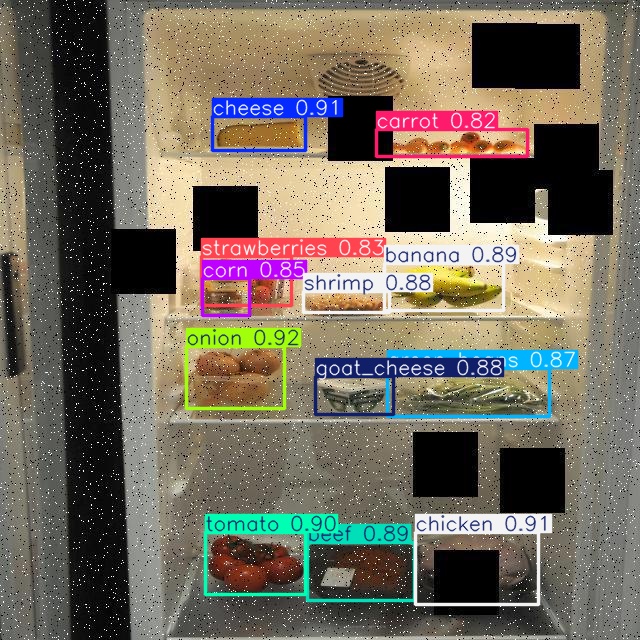 cheese 0.91
carrot 0.82
strawberries 0.83
banana 0.89
corn 0.85
shrimp 0.88
onion 0.92
0.87
goat_cheese 0.88
tomato 0.90
beef 0.89
chicken 0.91